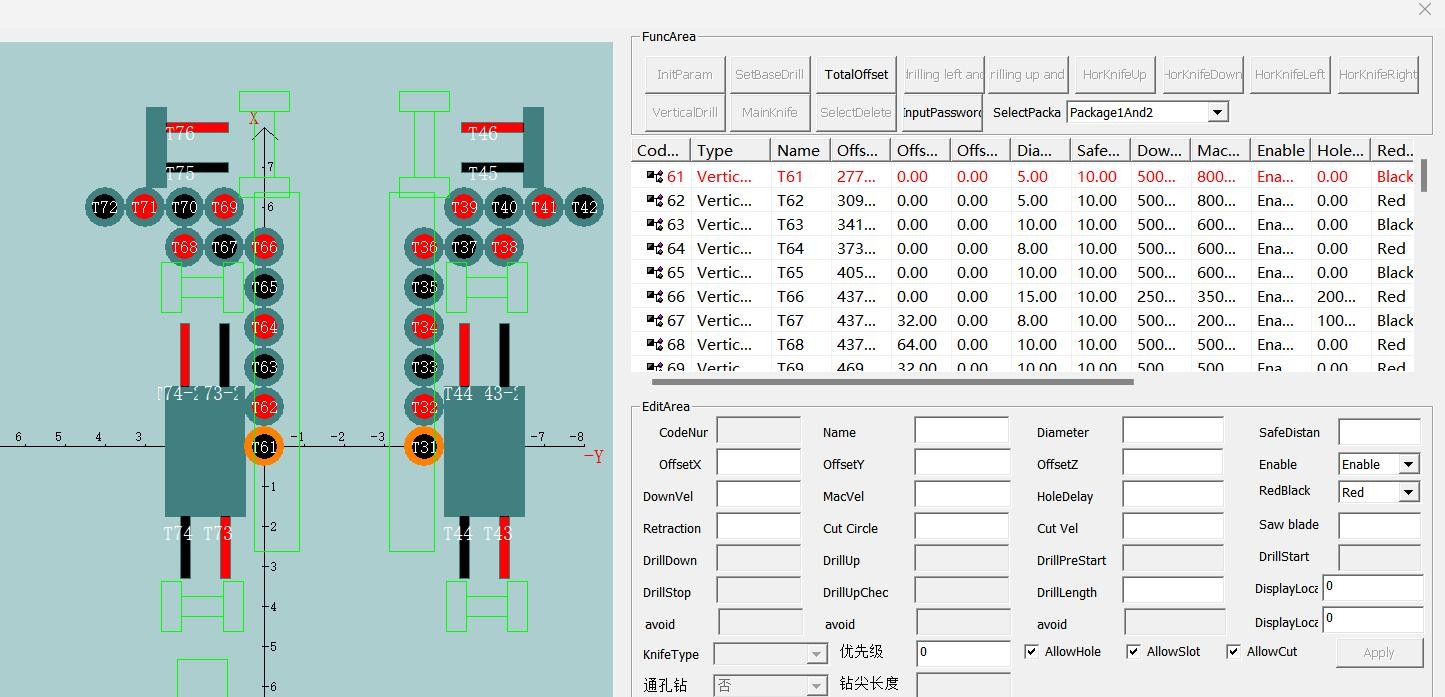 FuncArea
InitParam SetBaseDrill TotalOffset drilling left and rilling up and HorKnifeUp HorKnifeDown HorKnifeLeft HorKnifeRight
VerticalDrill MainKnife SelectDelete InputPassword SelectPacka Package1And2
Cod... Type Name Offs... Offs... Offs... Dia... Safe... Dow... Mac... Enable Hole... Red...
61 Vertic... T61 277... 0.00 0.00 5.00 10.00 500... 800... Ena... 0.00 Black
62 Vertic... T62 309... 0.00 0.00 5.00 10.00 500... 800... Ena... 0.00 Red
63 Vertic... T63 341... 0.00 0.00 10.00 10.00 500... 600... Ena... 0.00 Black
64 Vertic... T64 373... 0.00 0.00 8.00 10.00 500... 600... Ena... 0.00 Red
65 Vertic... T65 405... 0.00 0.00 10.00 10.00 500... 600... Ena... 0.00 Black
66 Vertic... T66 437... 0.00 0.00 15.00 10.00 250... 350... Ena... 200... Red
67 Vertic... T67 437... 32.00 0.00 8.00 10.00 500... 200... Ena... 100... Black
68 Vertic... T68 437... 64.00 0.00 10.00 10.00 500... 500... Ena... 0.00 Red
69 Vertic... T69 469... 32.00 0.00 10.00 10.00 500... 500... Ena... 0.00 Black
EditArea
CodeNur Name Diameter SafeDistan
OffsetX OffsetY OffsetZ Enable Enable
DownVel MacVel HoleDelay RedBlack Red
Retraction Cut Circle Cut Vel Saw blade
DrillDown DrillUp DrillPreStart DrillStart
DrillStop DrillUpChec DrillLength DisplayLoca 0
avoid avoid avoid DisplayLoca 0
KnifeType 优先级 0 AllowHole AllowSlot AllowCut Apply
通孔钻 否 钻尖长度
X
T76 T46
T75 7 T45
T72 T71 T70 T69 6 T39 T40 T41 T42
T68 T67 T66 T36 T37 T38
T65 T35
T64 T34
T63 T33
T74-2 73-2 T62 T32 T44 43-2
6 5 4 3 T61 -1 -2 -3 T31 -7 -8
-Y
-1
T74 T73 -2 T44 T43
-3
-4
-5
-6